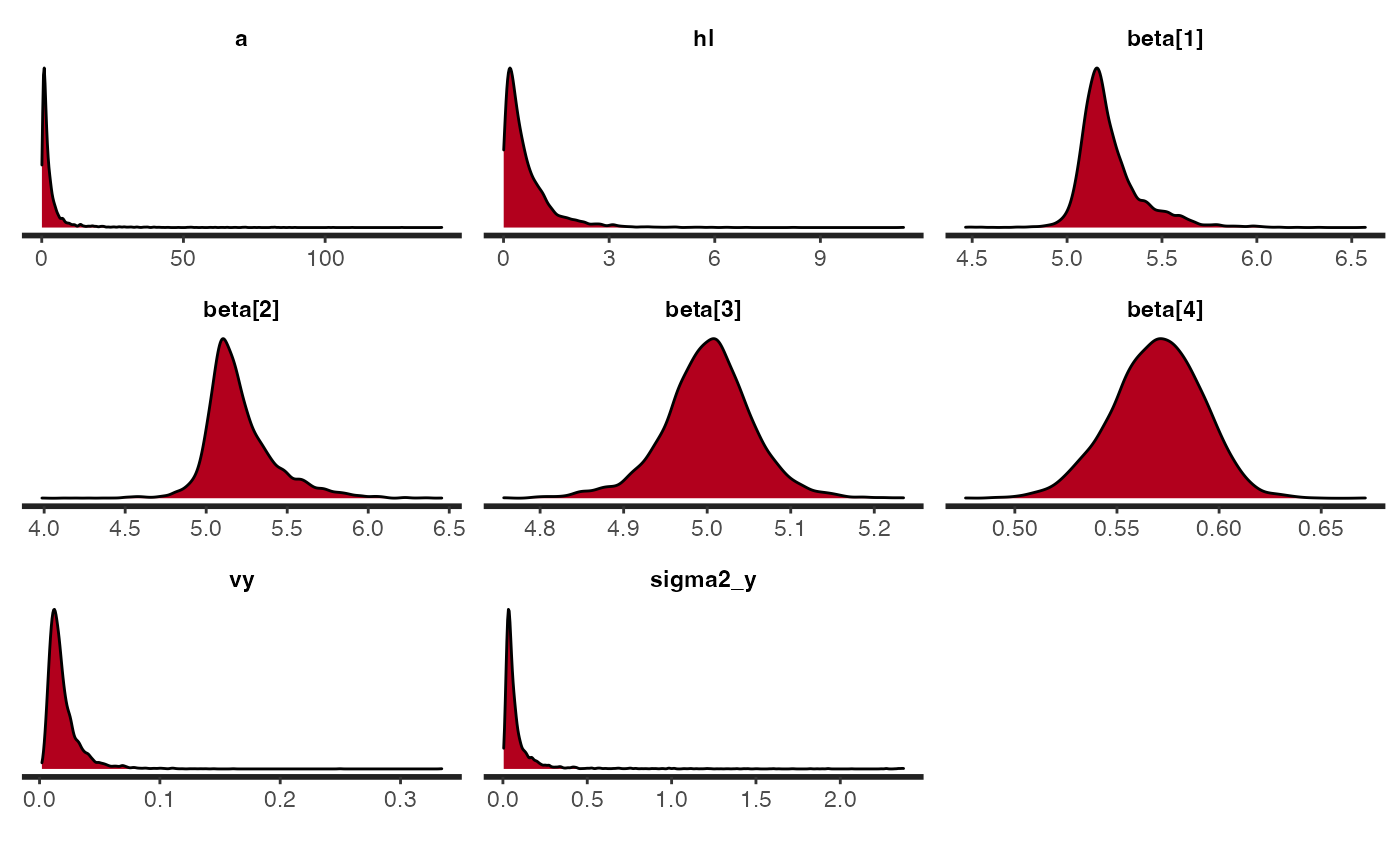 a hl beta[1]
0 50 100 0 3 6 9 4.5 5.0 5.5 6.0 6.5
beta[2] beta[3] beta[4]
4.0 4.5 5.0 5.5 6.0 6.5 4.8 4.9 5.0 5.1 5.2 0.50 0.55 0.60 0.65
vy sigma2_y
0.0 0.1 0.2 0.3 0.0 0.5 1.0 1.5 2.0